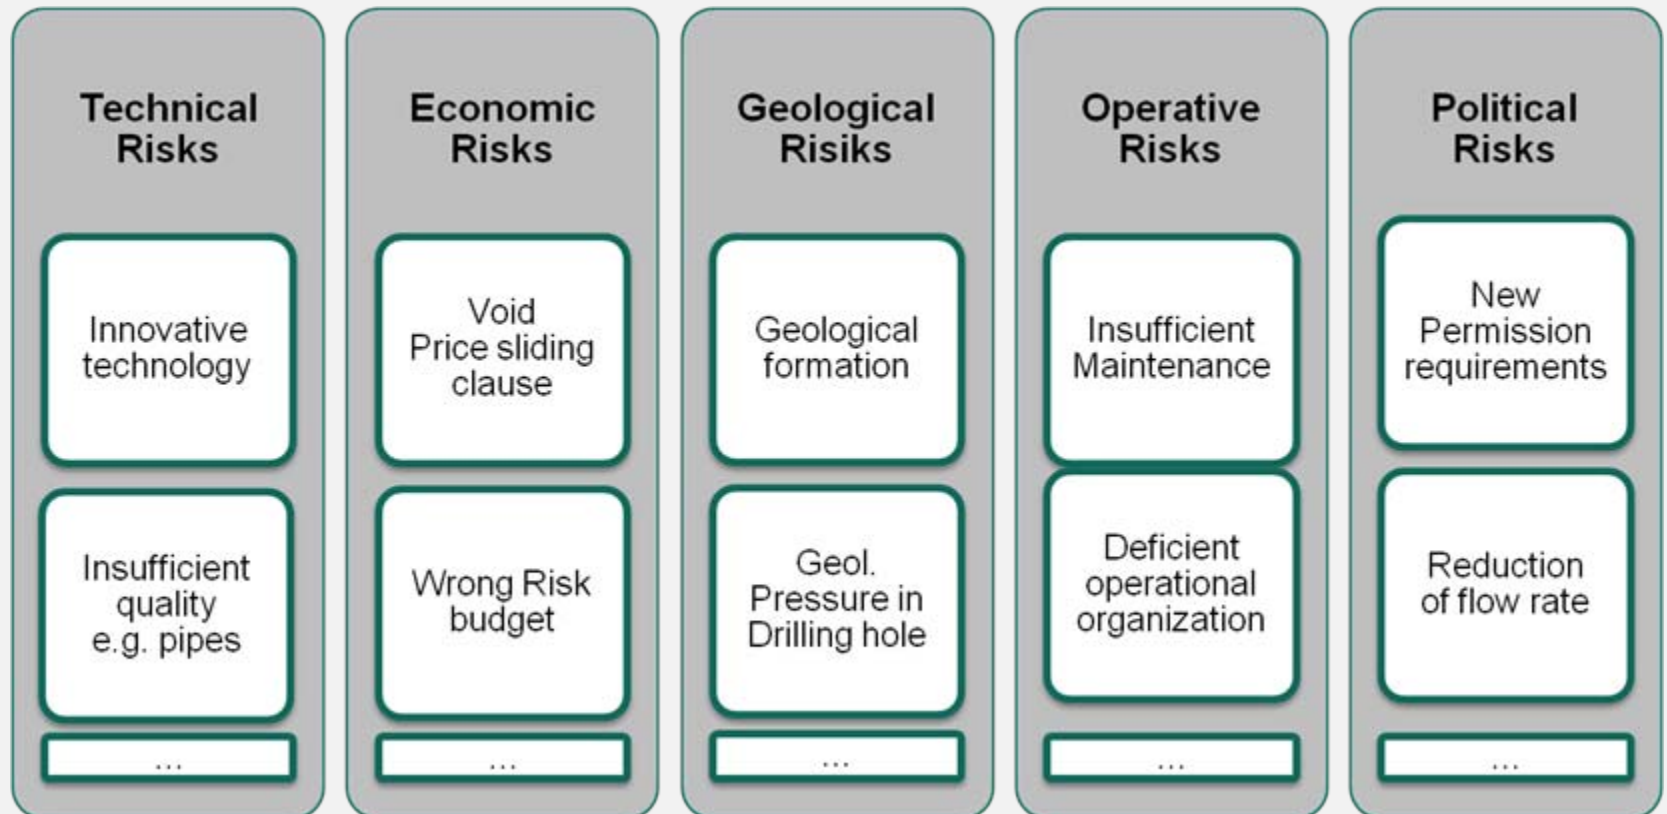 Technical
Risks
Innovative
technology
Insufficient
quality
e.g. pipes
...
Economic
Risks
Void
Price sliding
clause
Wrong Risk
budget
...
Geological
Risiks
Geological
formation
Geol.
Pressure in
Drilling hole
...
Operative
Risks
Insufficient
Maintenance
Deficient
operational
organization
...
Political
Risks
New
Permission
requirements
Reduction
of flow rate
...